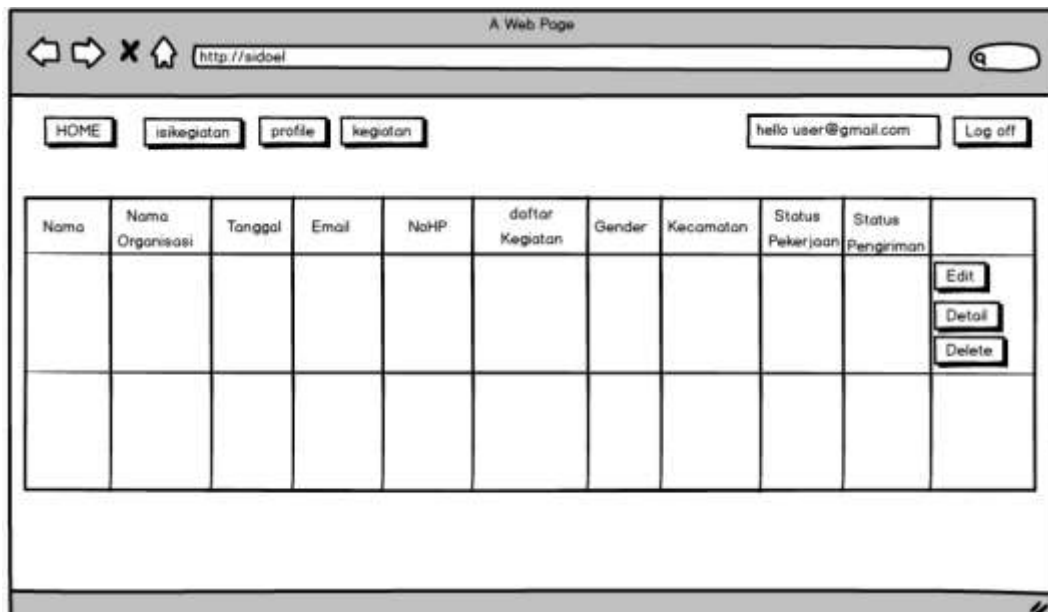 A Web Page
http://sidoel
HOME
isikegiatan
profile
kegiatan
hello user@gmail.com
Log off
Nama
Nama
Organisasi
Tanggal
Email
NoHP
daftar
Kegiatan
Gender
Kecamatan
Status
Pekerjaan
Status
Pengiriman
Edit
Detail
Delete